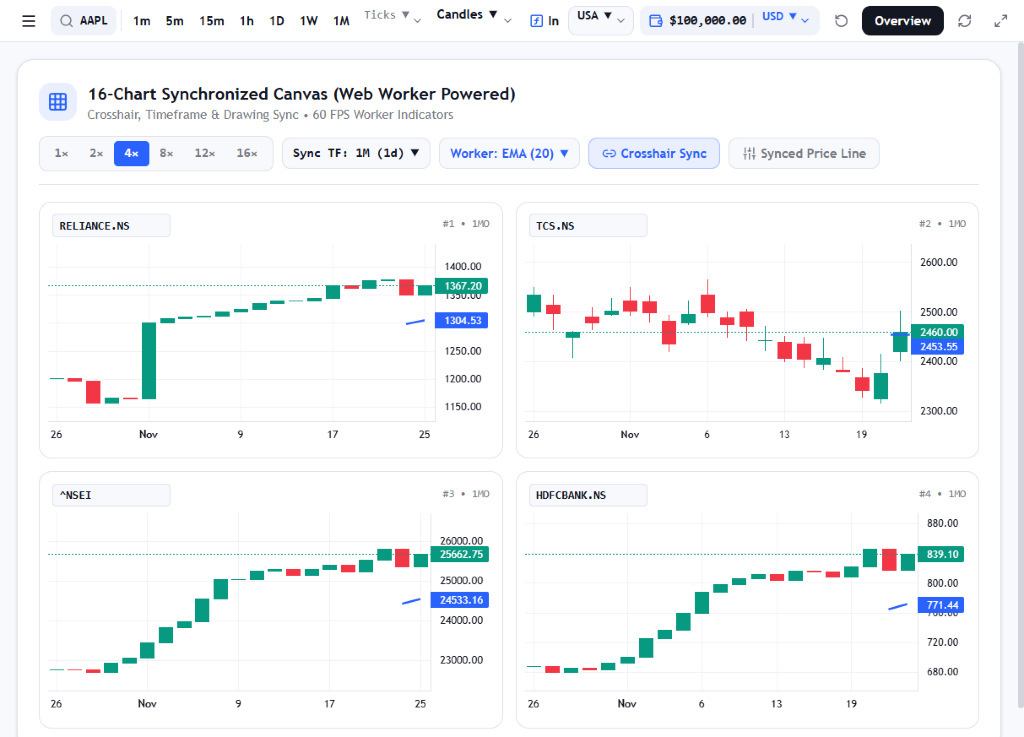 AAPL 1m 5m 15m 1h 1D 1W 1M Ticks ▼ Candles ▼ In USA ▼ $100,000.00 USD ▼ Overview
16-Chart Synchronized Canvas (Web Worker Powered)
Crosshair, Timeframe & Drawing Sync • 60 FPS Worker Indicators
1× 2× 4× 8× 12× 16× Sync TF: 1M (1d) ▼ Worker: EMA (20) ▼ Crosshair Sync Synced Price Line
RELIANCE.NS #1 • 1MO
1400.00
1367.20
1350.00
1304.53
1250.00
1200.00
1150.00
26 Nov 9 17 25
TCS.NS #2 • 1MO
2600.00
2500.00
2460.00
2453.55
2400.00
2300.00
26 Nov 6 13 19
^NSEI #3 • 1MO
26000.00
25662.75
25000.00
24533.16
24000.00
23000.00
26 Nov 9 17 25
HDFCBANK.NS #4 • 1MO
880.00
839.10
800.00
771.44
760.00
720.00
680.00
26 Nov 6 13 19